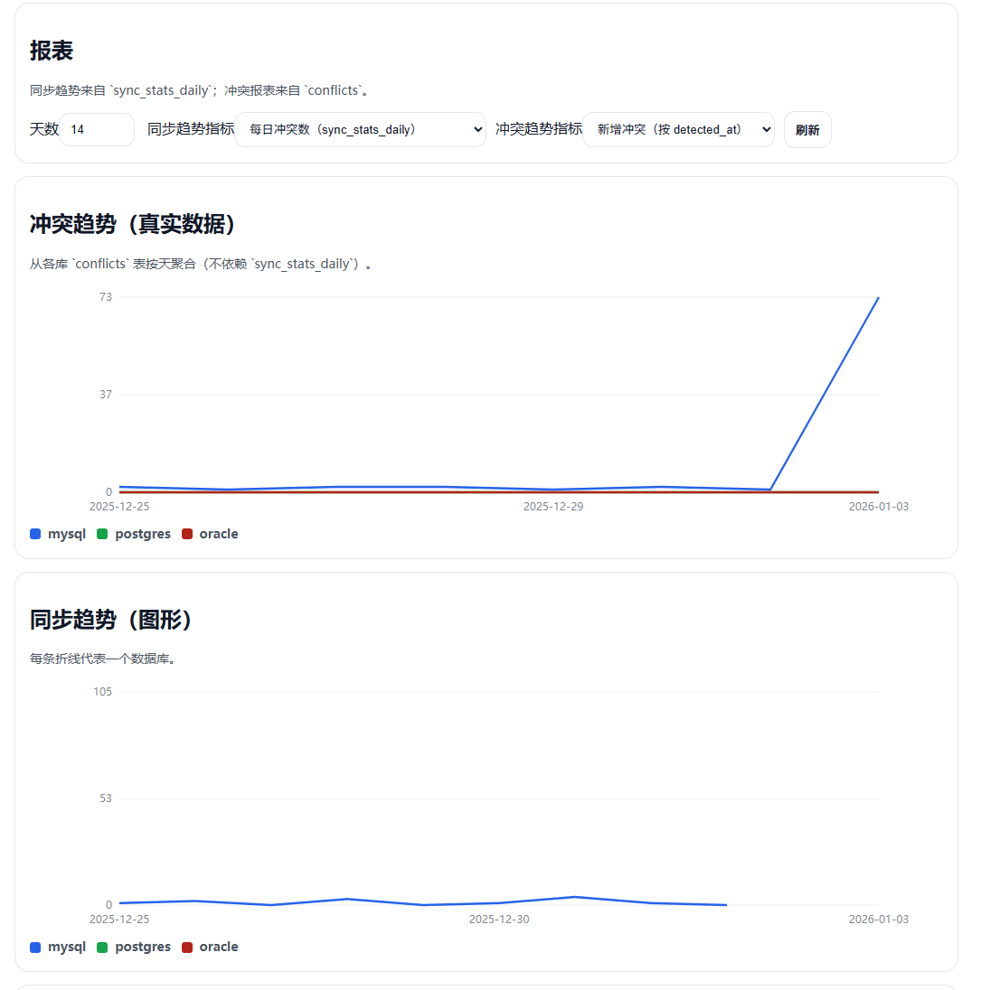 报表
同步趋势来自 `sync_stats_daily`；冲突报表来自 `conflicts`。
天数 14 同步趋势指标 每日冲突数（sync_stats_daily） 冲突趋势指标 新增冲突（按 detected_at） 刷新
冲突趋势（真实数据）
从各库 `conflicts` 表按天聚合（不依赖 `sync_stats_daily`）。
73
37
0
2025-12-25 2025-12-29 2026-01-03
mysql postgres oracle
同步趋势（图形）
每条折线代表一个数据库。
105
53
0
2025-12-25 2025-12-30 2026-01-03
mysql postgres oracle